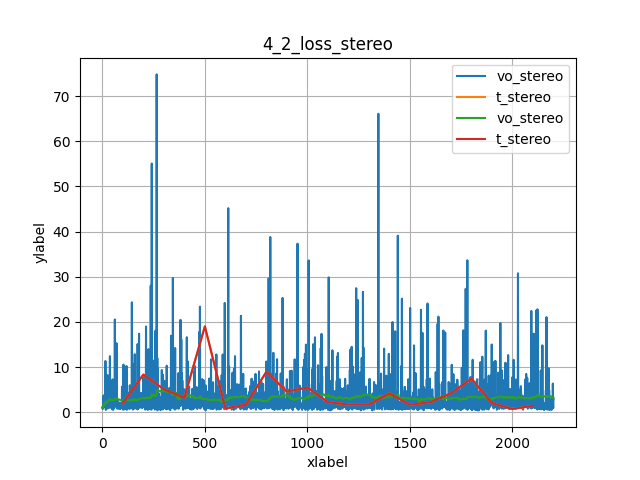 4_2_loss_stereo
vo_stereo
t_stereo
vo_stereo
t_stereo
ylabel
70
60
50
40
30
20
10
0
0 500 1000 1500 2000
xlabel